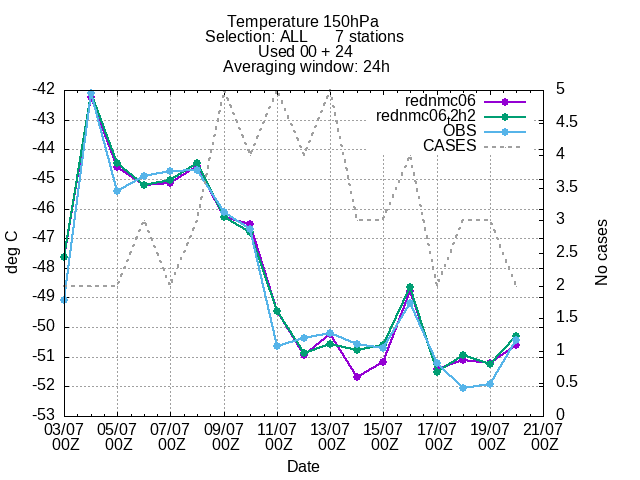 Temperature 150hPa
Selection: ALL 7 stations
Used 00 + 24
Averaging window: 24h
rednmc06
rednmc06,2h2
OBS
CASES
-42
-43
-44
-45
-46
-47
-48
-49
-50
-51
-52
-53
deg C
5
4.5
4
3.5
3
2.5
2
1.5
1
0.5
0
No cases
03/07 05/07 07/07 09/07 11/07 13/07 15/07 17/07 19/07 21/07
00Z 00Z 00Z 00Z 00Z 00Z 00Z 00Z 00Z 00Z
Date